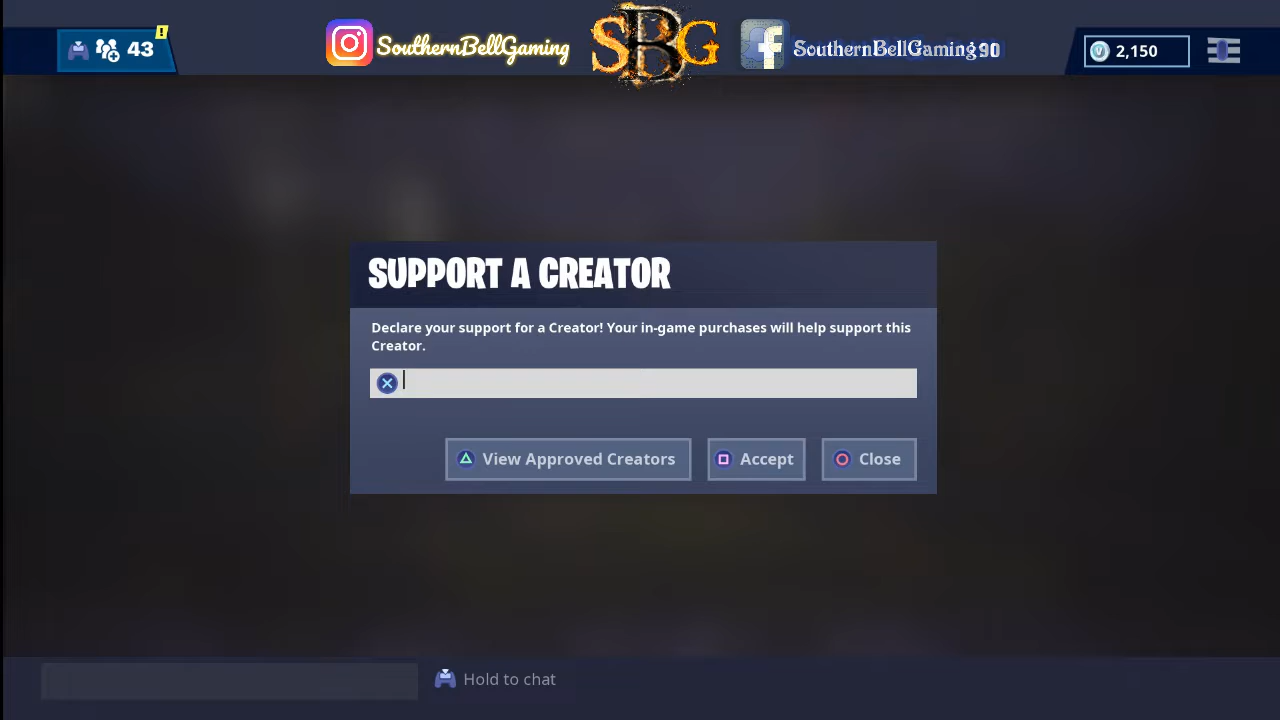 43
!
SouthernBellGaming
SBG
SouthernBellGaming90
V 2,150
SUPPORT A CREATOR
Declare your support for a Creator! Your in-game purchases will help support this
Creator.
View Approved Creators
Accept
Close
Hold to chat